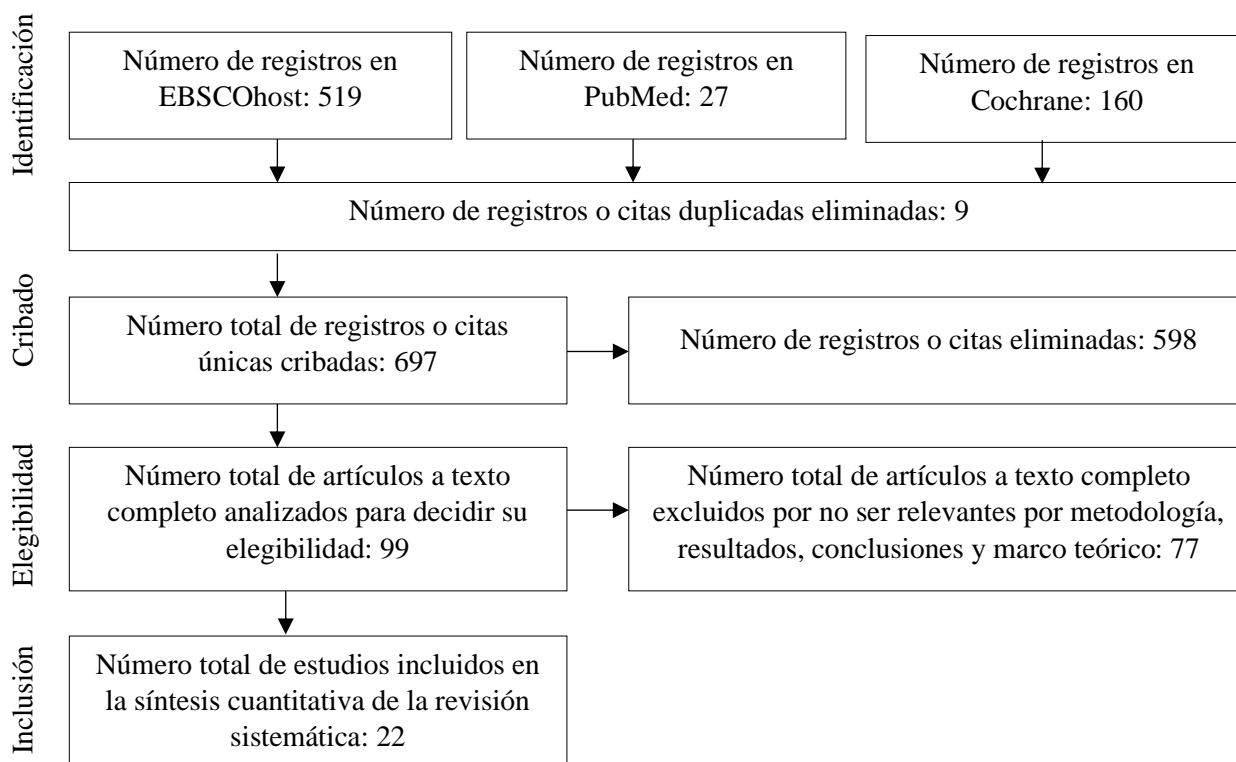 Identificación
Número de registros en
EBSCOhost: 519
Número de registros en
PubMed: 27
Número de registros en
Cochrane: 160
Número de registros o citas duplicadas eliminadas: 9
Cribado
Número total de registros o citas
únicas cribadas: 697
Número de registros o citas eliminadas: 598
Elegibilidad
Número total de artículos a texto
completo analizados para decidir su
elegibilidad: 99
Número total de artículos a texto completo
excluidos por no ser relevantes por metodología,
resultados, conclusiones y marco teórico: 77
Inclusión
Número total de estudios incluidos en
la síntesis cuantitativa de la revisión
sistemática: 22